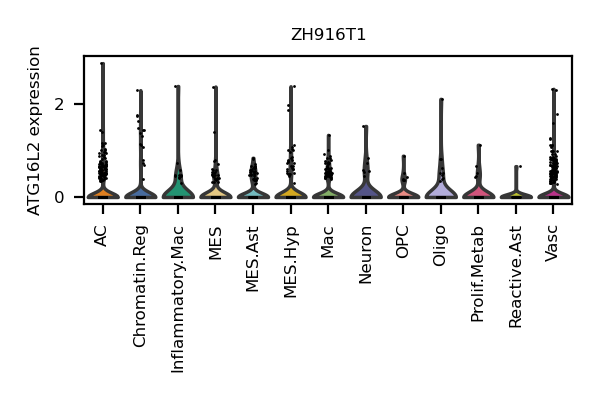 ZH916T1
ATG16L2 expression
2
0
AC
Chromatin.Reg
Inflammatory.Mac
MES
MES.Ast
MES.Hyp
Mac
Neuron
OPC
Oligo
Prolif.Metab
Reactive.Ast
Vasc